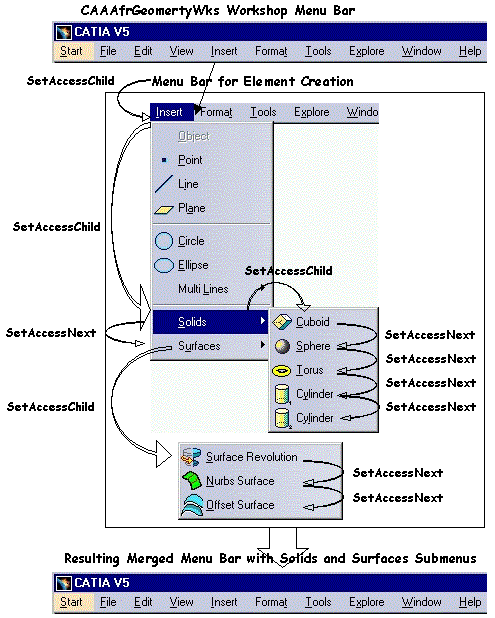 CAAAfrGeomertyWks Workshop Menu Bar
CATIA V5
Start File Edit View Insert Format Tools Explore Window Help
SetAccessChild
Menu Bar for Element Creation
Insert Format Tools Explore Windo
Object
Point
Line
Plane
SetAccessChild
Circle
Ellipse
SetAccessChild
Multi Lines
Solids
Cuboid
SetAccessNext
SetAccessNext
Surfaces
Sphere
SetAccessNext
Torus
SetAccessNext
Cylinder
SetAccessChild
SetAccessNext
Cylinder
Surface Revolution
SetAccessNext
Nurbs Surface
SetAccessNext
Offset Surface
Resulting Merged Menu Bar with Solids and Surfaces Submenus
CATIA V5
Start File Edit View Insert Format Tools Explore Window Help